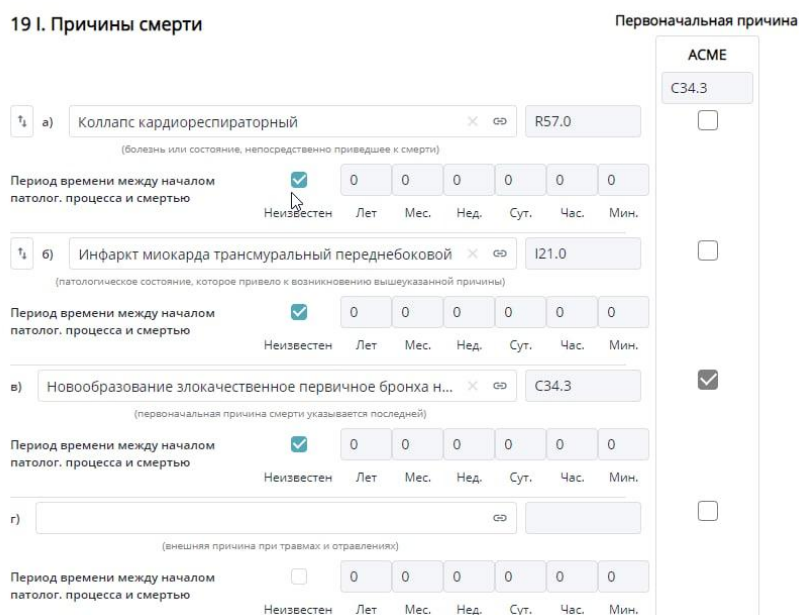 19 I. Причины смерти
Первоначальная причина
ACME
C34.3
а) Коллапс кардиореспираторный R57.0
(болезнь или состояние, непосредственно приведшее к смерти)
Период времени между началом 0 0 0 0 0 0
патолог. процесса и смертью
Неизвестен Лет Мес. Нед. Сут. Час. Мин.
б) Инфаркт миокарда трансмуральный переднебоковой I21.0
(патологическое состояние, которое привело к возникновению вышеуказанной причины)
Период времени между началом 0 0 0 0 0 0
патолог. процесса и смертью
Неизвестен Лет Мес. Нед. Сут. Час. Мин.
в) Новообразование злокачественное первичное бронха н... C34.3
(первоначальная причина смерти указывается последней)
Период времени между началом 0 0 0 0 0 0
патолог. процесса и смертью
Неизвестен Лет Мес. Нед. Сут. Час. Мин.
г)
(внешняя причина при травмах и отравлениях)
Период времени между началом 0 0 0 0 0 0
патолог. процесса и смертью
Неизвестен Лет Мес. Нед. Сут. Час. Мин.